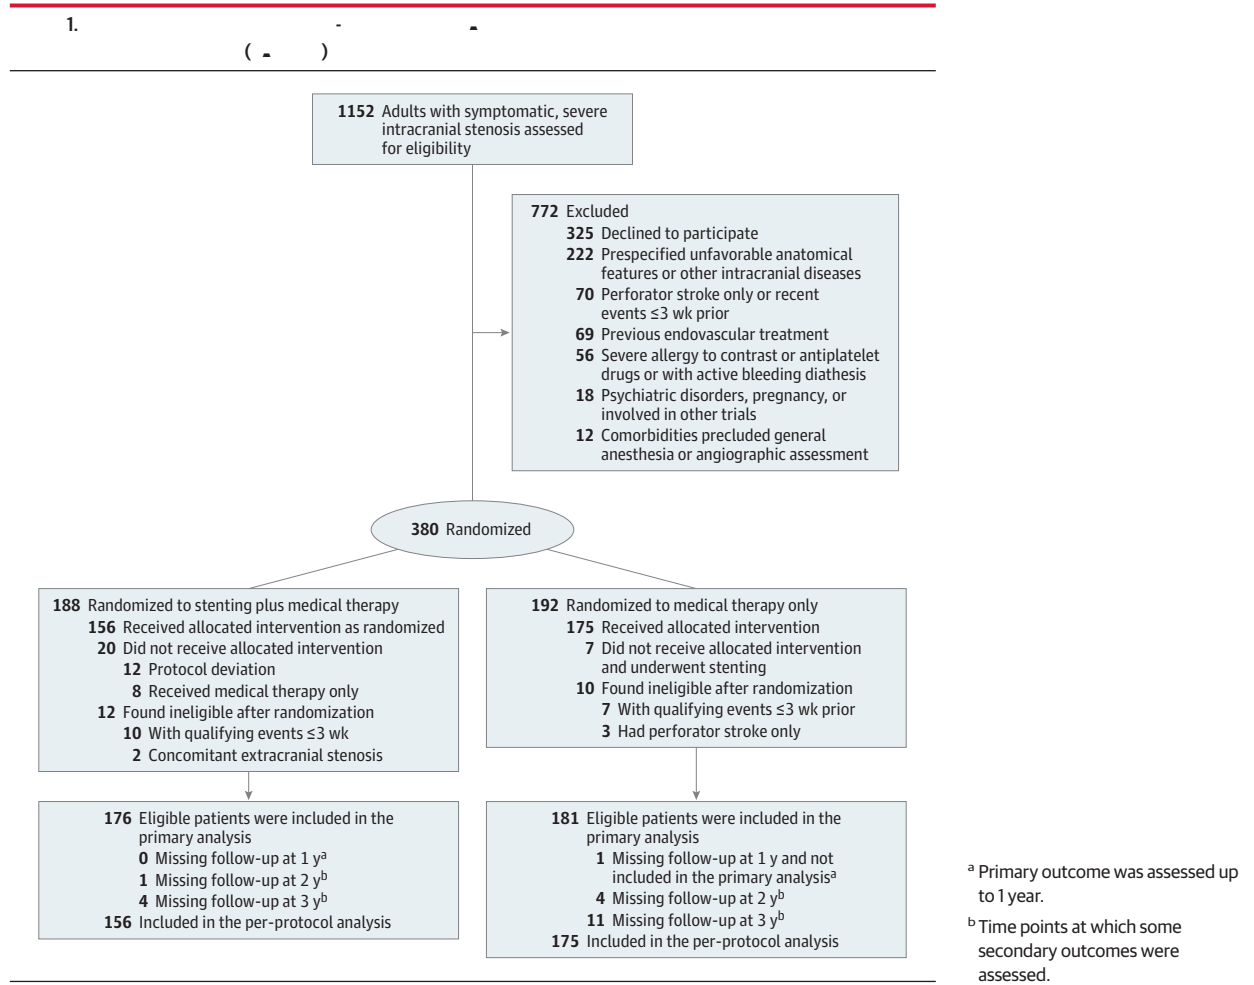 1.
-
( )
1152 Adults with symptomatic, severe
intracranial stenosis assessed
for eligibility
772 Excluded
325 Declined to participate
222 Prespecified unfavorable anatomical
features or other intracranial diseases
70 Perforator stroke only or recent
events ≤3 wk prior
69 Previous endovascular treatment
56 Severe allergy to contrast or antiplatelet
drugs or with active bleeding diathesis
18 Psychiatric disorders, pregnancy, or
involved in other trials
12 Comorbidities precluded general
anesthesia or angiographic assessment
380 Randomized
188 Randomized to stenting plus medical therapy
156 Received allocated intervention as randomized
20 Did not receive allocated intervention
12 Protocol deviation
8 Received medical therapy only
12 Found ineligible after randomization
10 With qualifying events ≤3 wk
2 Concomitant extracranial stenosis
192 Randomized to medical therapy only
175 Received allocated intervention
7 Did not receive allocated intervention
and underwent stenting
10 Found ineligible after randomization
7 With qualifying events ≤3 wk prior
3 Had perforator stroke only
176 Eligible patients were included in the
primary analysis
0 Missing follow-up at 1 yᵃ
1 Missing follow-up at 2 yᵇ
4 Missing follow-up at 3 yᵇ
156 Included in the per-protocol analysis
181 Eligible patients were included in the
primary analysis
1 Missing follow-up at 1 y and not
included in the primary analysisᵃ
4 Missing follow-up at 2 yᵇ
11 Missing follow-up at 3 yᵇ
175 Included in the per-protocol analysis
ᵃ Primary outcome was assessed up
to 1 year.
ᵇ Time points at which some
secondary outcomes were
assessed.